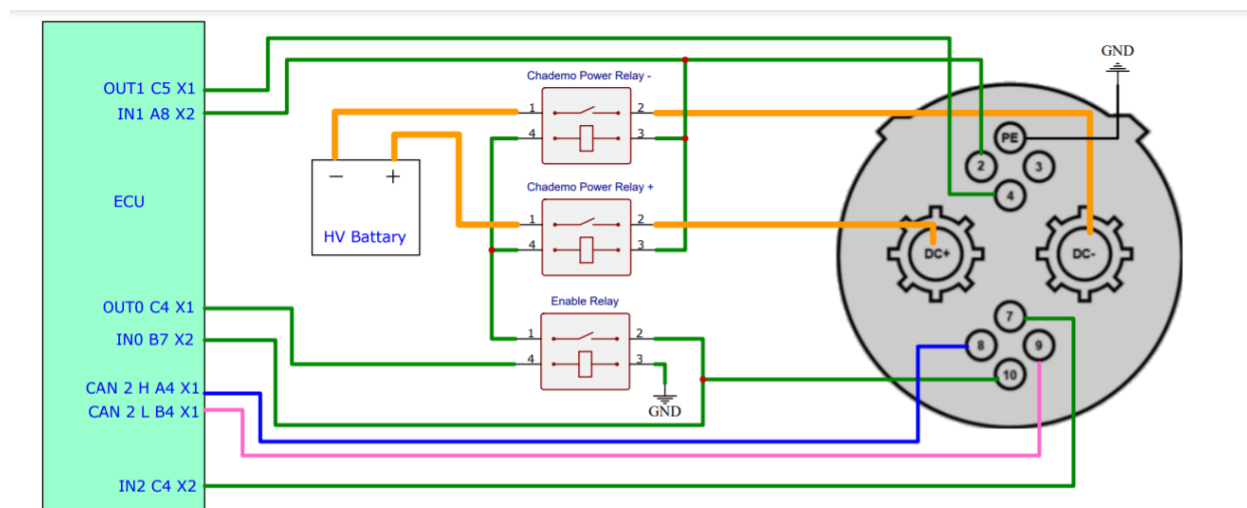 GND
Chademo Power Relay -
OUT1 C5 X1
IN1 A8 X2
1 2
4 3
PE
2 3
4
ECU
− +
HV Battary
Chademo Power Relay +
1 2
4 3
DC+ DC-
Enable Relay
OUT0 C4 X1
IN0 B7 X2
1 2
4 3
GND
7
8 9
10
CAN 2 H A4 X1
CAN 2 L B4 X1
IN2 C4 X2